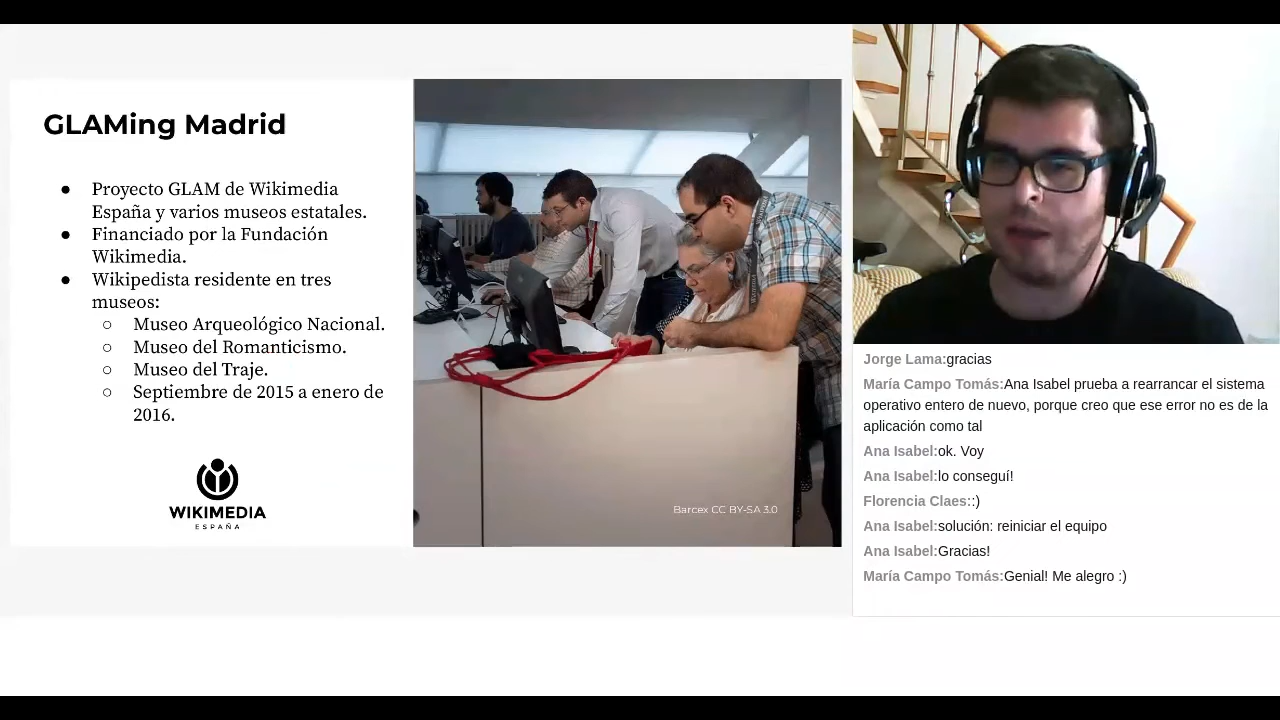 GLAMing Madrid
● Proyecto GLAM de Wikimedia
España y varios museos estatales.
● Financiado por la Fundación
Wikimedia.
● Wikipedista residente en tres
museos:
○ Museo Arqueológico Nacional.
○ Museo del Romanticismo.
○ Museo del Traje.
○ Septiembre de 2015 a enero de
2016.
WIKIMEDIA
ESPAÑA
Barcex CC BY-SA 3.0
Jorge Lama:gracias
María Campo Tomás:Ana Isabel prueba a rearrancar el sistema
operativo entero de nuevo, porque creo que ese error no es de la
aplicación como tal
Ana Isabel:ok. Voy
Ana Isabel:lo conseguí!
Florencia Claes::)
Ana Isabel:solución: reiniciar el equipo
Ana Isabel:Gracias!
María Campo Tomás:Genial! Me alegro :)